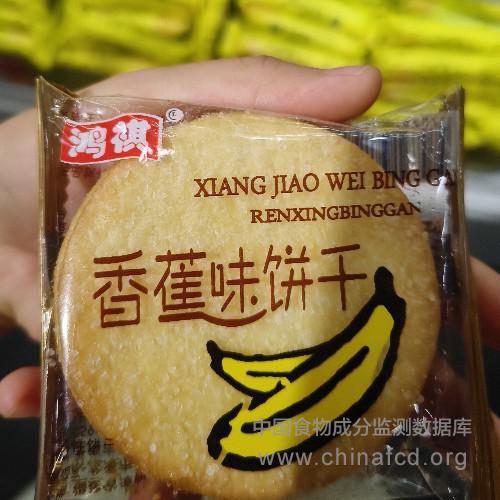 鸿祺
XIANG JIAO WEI BING GA
RENXINGBINGGAN
香蕉味饼干
中国食物成分监测数据库
www.chinafcd.org